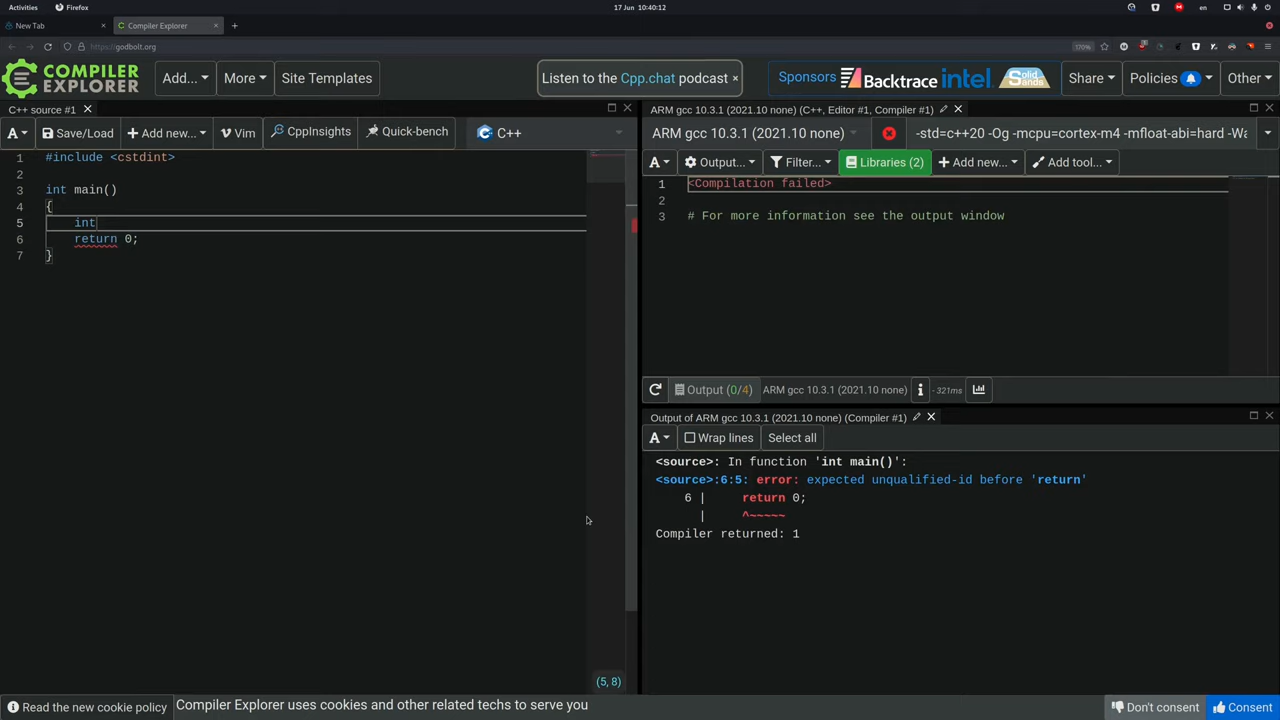 Activities Firefox 17 Jun 10:40:12 en
New Tab × Compiler Explorer × +
https://godbolt.org 170%
COMPILER EXPLORER Add... More Site Templates Listen to the Cpp.chat podcast × Sponsors Backtrace intel Solid Sands Share Policies Other
C++ source #1 ×
A Save/Load + Add new... Vim CppInsights Quick-bench C++
1 #include <cstdint>
2
3 int main()
4 {
5 int
6 return 0;
7 }
(5, 8)
ARM gcc 10.3.1 (2021.10 none) (C++, Editor #1, Compiler #1) ×
ARM gcc 10.3.1 (2021.10 none) -std=c++20 -Og -mcpu=cortex-m4 -mfloat-abi=hard -Wa
A Output... Filter... Libraries (2) + Add new... Add tool...
1 <Compilation failed>
2
3 # For more information see the output window
Output (0/4) ARM gcc 10.3.1 (2021.10 none) i - 321ms
Output of ARM gcc 10.3.1 (2021.10 none) (Compiler #1) ×
A Wrap lines Select all
<source>: In function 'int main()':
<source>:6:5: error: expected unqualified-id before 'return'
6 | return 0;
| ^~~~~~
Compiler returned: 1
Read the new cookie policy Compiler Explorer uses cookies and other related techs to serve you Don't consent Consent